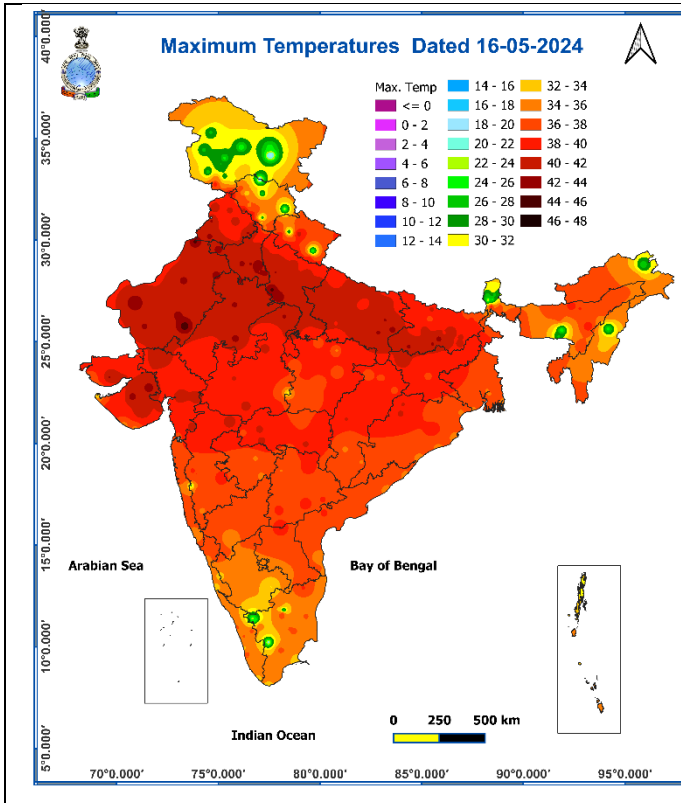 Maximum Temperatures Dated 16-05-2024
Max. Temp
<= 0
0 - 2
2 - 4
4 - 6
6 - 8
8 - 10
10 - 12
12 - 14
14 - 16
16 - 18
18 - 20
20 - 22
22 - 24
24 - 26
26 - 28
28 - 30
30 - 32
32 - 34
34 - 36
36 - 38
38 - 40
40 - 42
42 - 44
44 - 46
46 - 48
40°0.000'
35°0.000'
30°0.000'
25°0.000'
20°0.000'
15°0.000'
10°0.000'
5°0.000'
Arabian Sea
Bay of Bengal
Indian Ocean
0 250 500 km
70°0.000' 75°0.000' 80°0.000' 85°0.000' 90°0.000' 95°0.000'